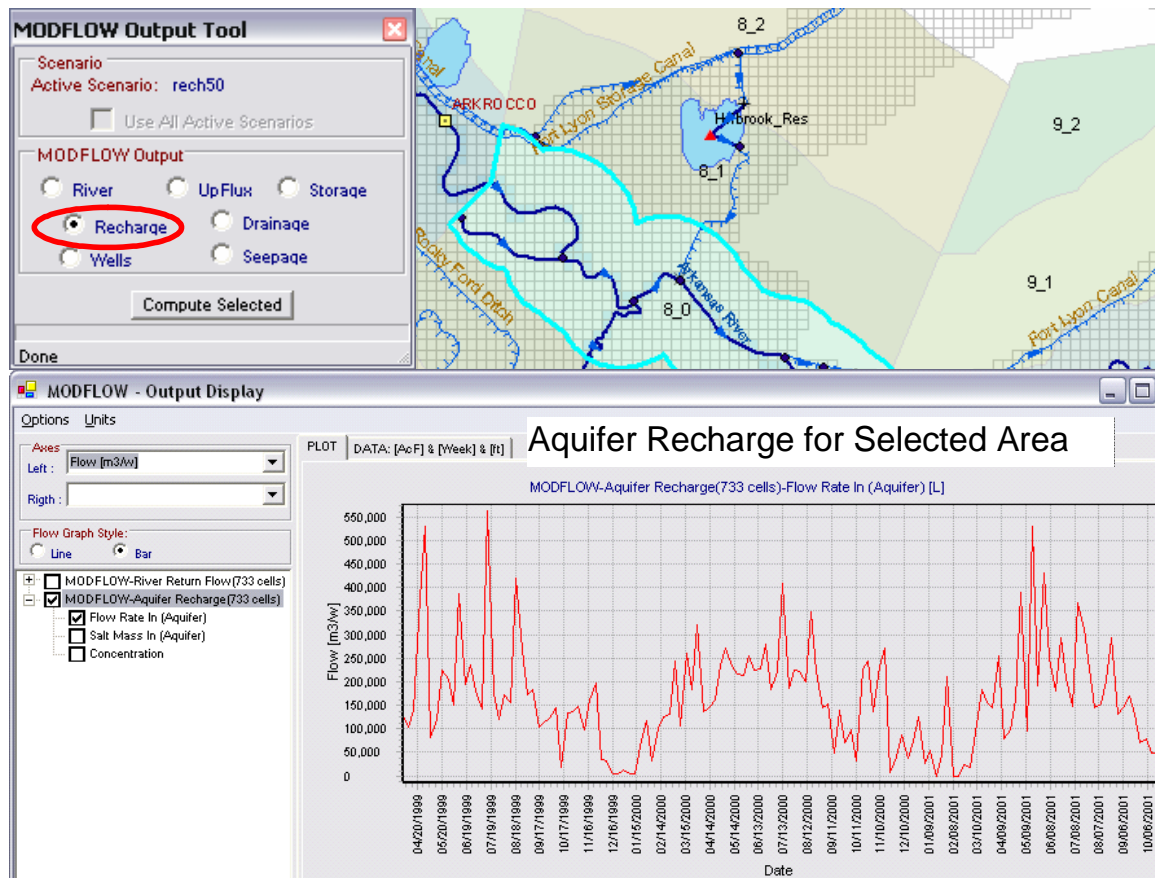 MODFLOW Output Tool
Scenario
Active Scenario: rech50
Use All Active Scenarios
MODFLOW Output
River
UpFlux
Storage
Recharge
Drainage
Wells
Seepage
Compute Selected
Done
8_2
Canal
ARKROCCO
Fort Lyon Storage Canal
brook_Res
8_1
9_2
Rocky Ford Ditch
Arkansas River
8_0
9_1
Fort Lyon Canal
MODFLOW - Output Display
Options Units
Axes
Left : Flow [m3/w]
Rigth :
Flow Graph Style:
Line Bar
MODFLOW-River Return Flow(733 cells)
MODFLOW-Aquifer Recharge(733 cells)
Flow Rate In (Aquifer)
Salt Mass In (Aquifer)
Concentration
PLOT
DATA: [AcF] & [Week] & [ft]
Aquifer Recharge for Selected Area
MODFLOW-Aquifer Recharge(733 cells)-Flow Rate In (Aquifer) [L]
Flow [m3/w]
550,000
500,000
450,000
400,000
350,000
300,000
250,000
200,000
150,000
100,000
50,000
0
04/20/1999
05/20/1999
06/19/1999
07/19/1999
08/18/1999
09/17/1999
10/17/1999
11/16/1999
12/16/1999
01/15/2000
02/14/2000
03/15/2000
04/14/2000
05/14/2000
06/13/2000
07/13/2000
08/12/2000
09/11/2000
10/11/2000
11/10/2000
12/10/2000
01/09/2001
02/08/2001
03/10/2001
04/09/2001
05/09/2001
06/08/2001
07/08/2001
08/07/2001
09/06/2001
10/06/2001
Date